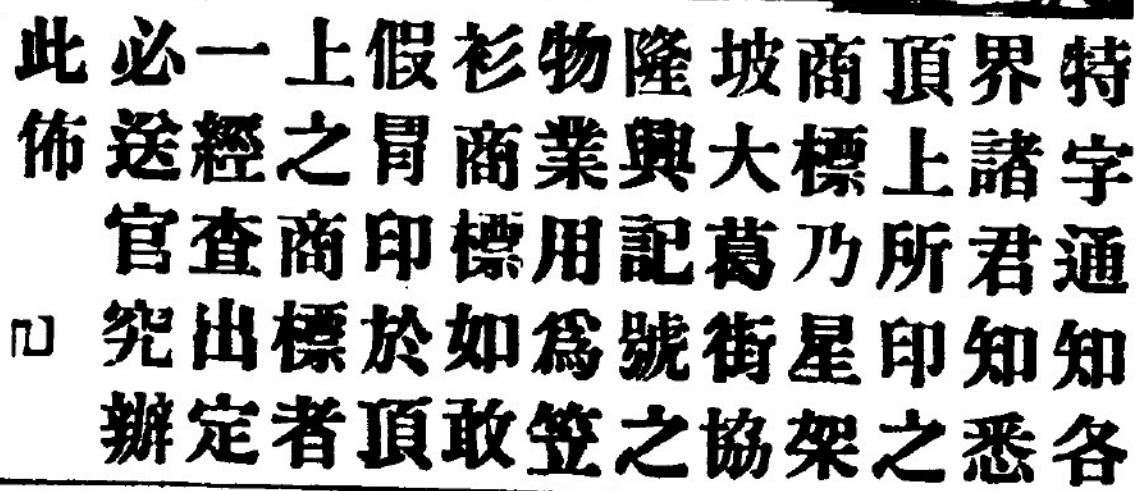 特字通知各
界諸君知悉
頂上所印之
商標乃星架
坡大葛街協
隆興記號之
物業用為笠
衫商標如敢
假冒印於頂
上之商標者
一經查出定
必送官究辦
此佈